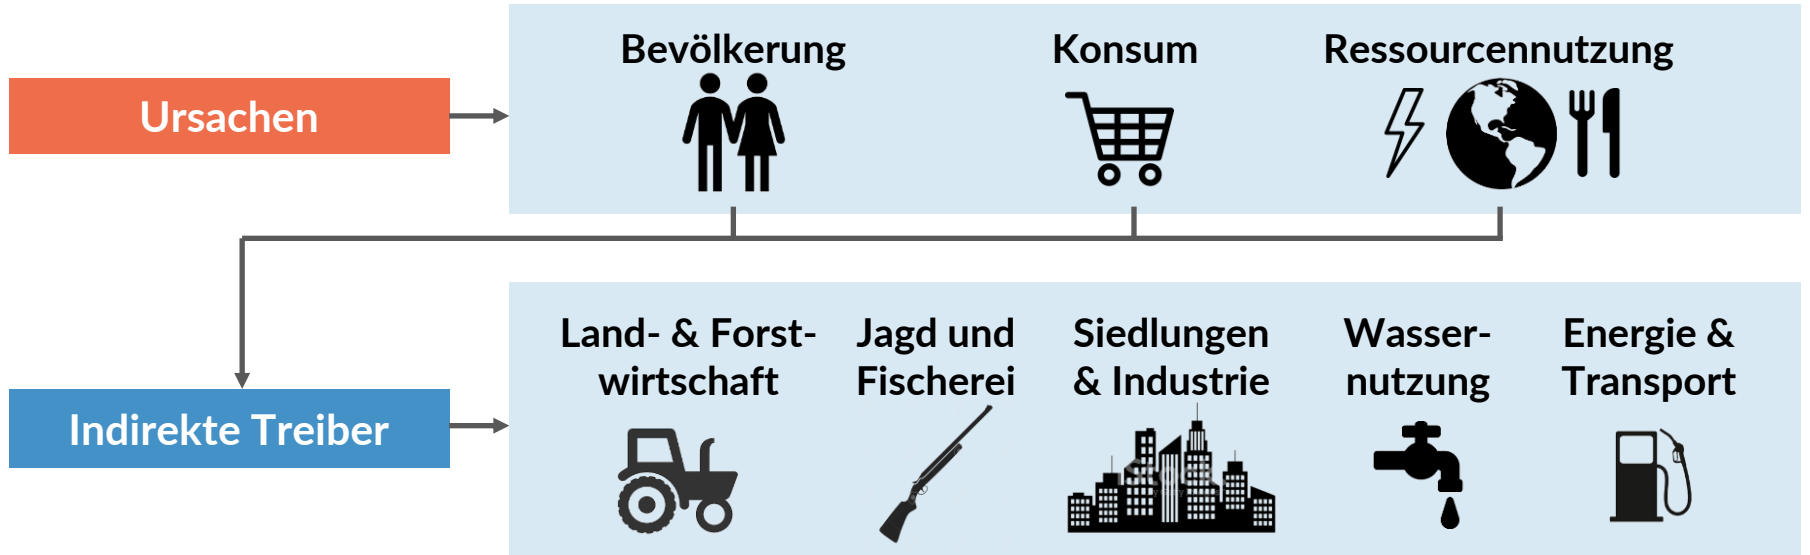 Bevölkerung
Konsum
Ressourcennutzung
Ursachen
Land- & Forst-
wirtschaft
Jagd und
Fischerei
Siedlungen
& Industrie
Wasser-
nutzung
Energie &
Transport
Indirekte Treiber